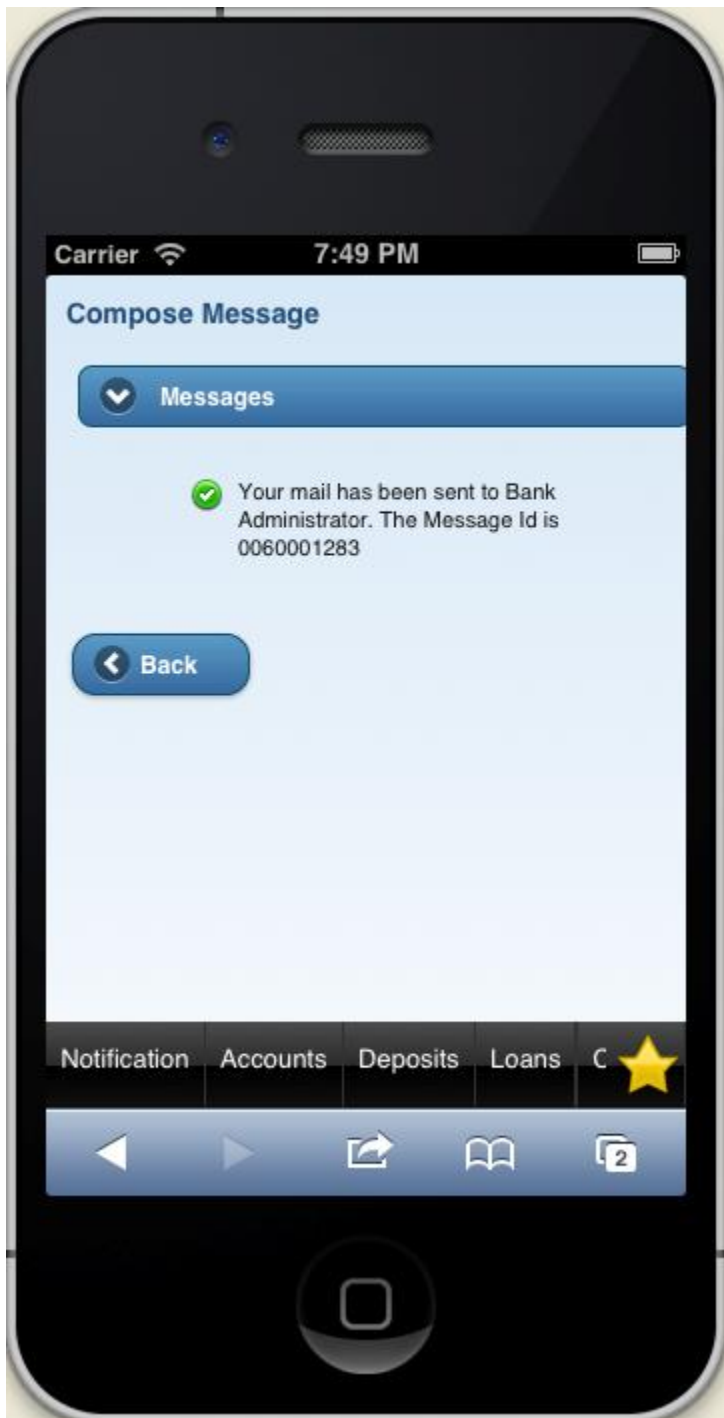 Carrier 7:49 PM
Compose Message
Messages
Your mail has been sent to Bank
Administrator. The Message Id is
0060001283
Back
Notification Accounts Deposits Loans C
2